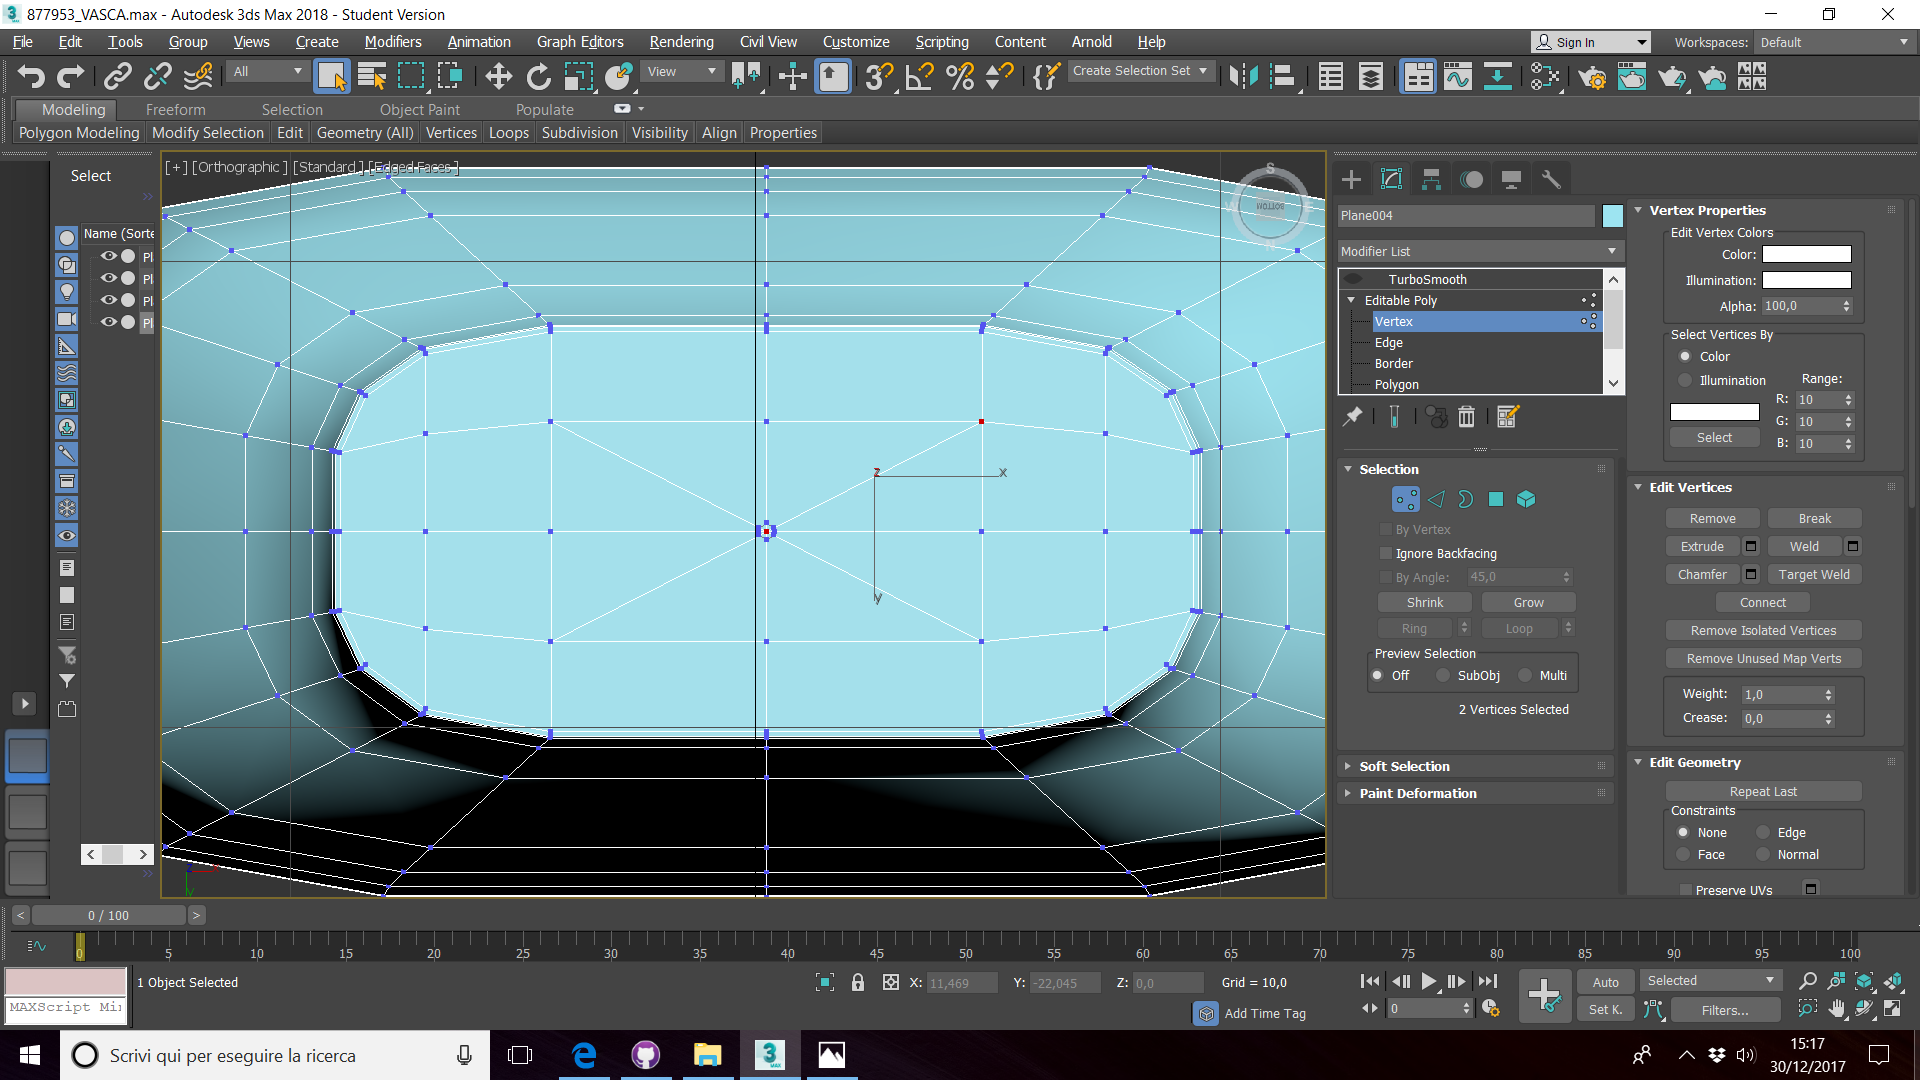 877953_VASCA.max - Autodesk 3ds Max 2018 - Student Version
File Edit Tools Group Views Create Modifiers Animation Graph Editors Rendering Civil View Customize Scripting Content Arnold Help
Sign In Workspaces: Default
All View Create Selection Set
Modeling Freeform Selection Object Paint Populate
Polygon Modeling Modify Selection Edit Geometry (All) Vertices Loops Subdivision Visibility Align Properties
Select
Name (Sorte
Pl
Pl
Pl
Pl
[+] [Orthographic ] [Standard ] [Edged Faces ]
S
W BOTTOM E
N
z x
y
Plane004
Modifier List
TurboSmooth
Editable Poly
Vertex
Edge
Border
Polygon
Selection
By Vertex
Ignore Backfacing
By Angle: 45,0
Shrink Grow
Ring Loop
Preview Selection
Off SubObj Multi
2 Vertices Selected
Soft Selection
Paint Deformation
Vertex Properties
Edit Vertex Colors
Color:
Illumination:
Alpha: 100,0
Select Vertices By
Color
Illumination Range:
R: 10
G: 10
Select B: 10
Edit Vertices
Remove Break
Extrude Weld
Chamfer Target Weld
Connect
Remove Isolated Vertices
Remove Unused Map Verts
Weight: 1,0
Crease: 0,0
Edit Geometry
Repeat Last
Constraints
None Edge
Face Normal
Preserve UVs
< 0 / 100 >
0 5 10 15 20 25 30 35 40 45 50 55 60 65 70 75 80 85 90 95 100
1 Object Selected X: 11,469 Y: -22,045 Z: 0,0 Grid = 10,0 Auto Selected
MAXScript Mi
Add Time Tag 0 Set K. Filters...
Scrivi qui per eseguire la ricerca
3 MAX
15:17
30/12/2017